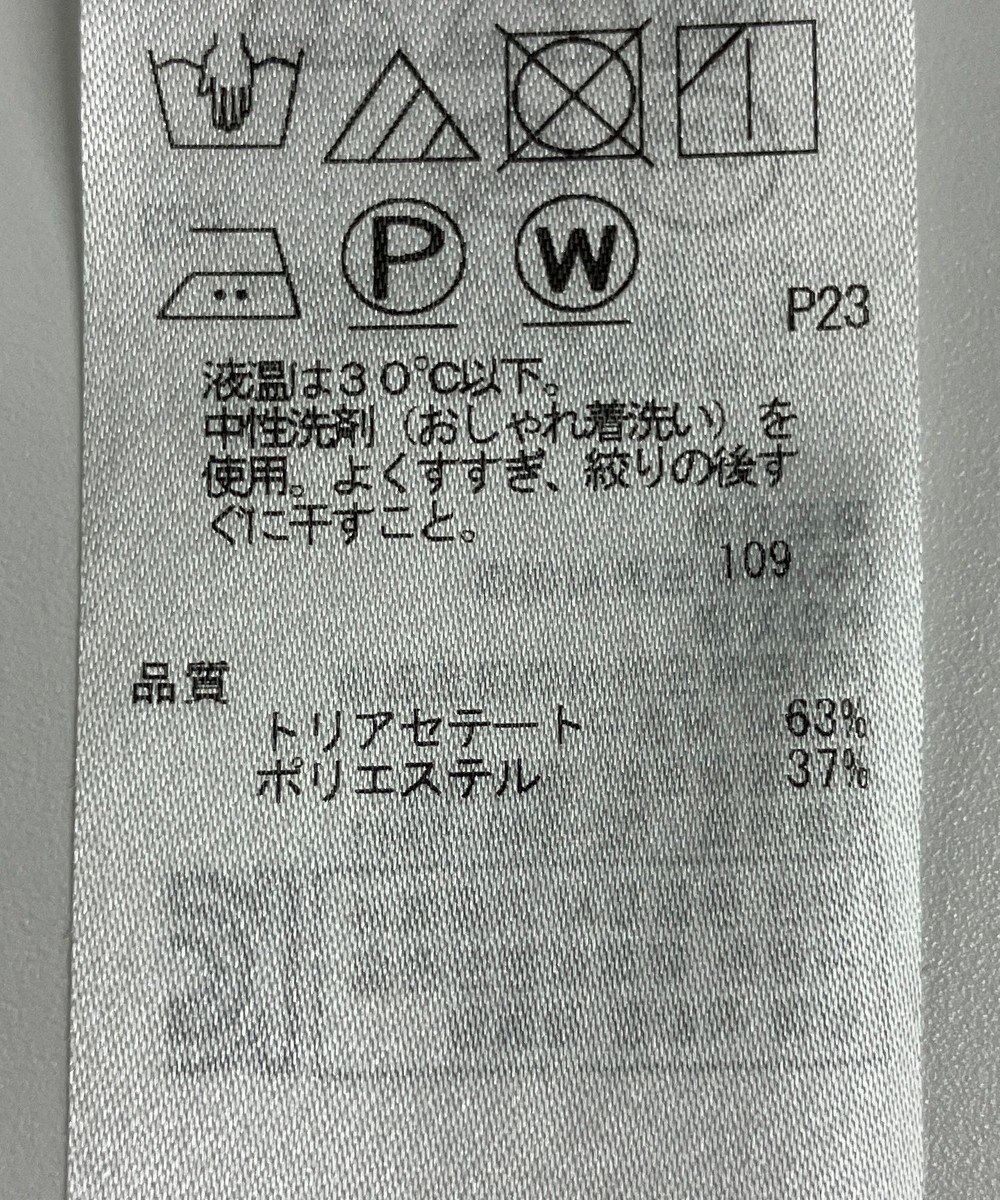 P W
P23
液温は30℃以下。
中性洗剤（おしゃれ着洗い）を
使用。よくすすぎ、絞りの後す
ぐに干すこと。
109
品質
トリアセテート 63%
ポリエステル 37%